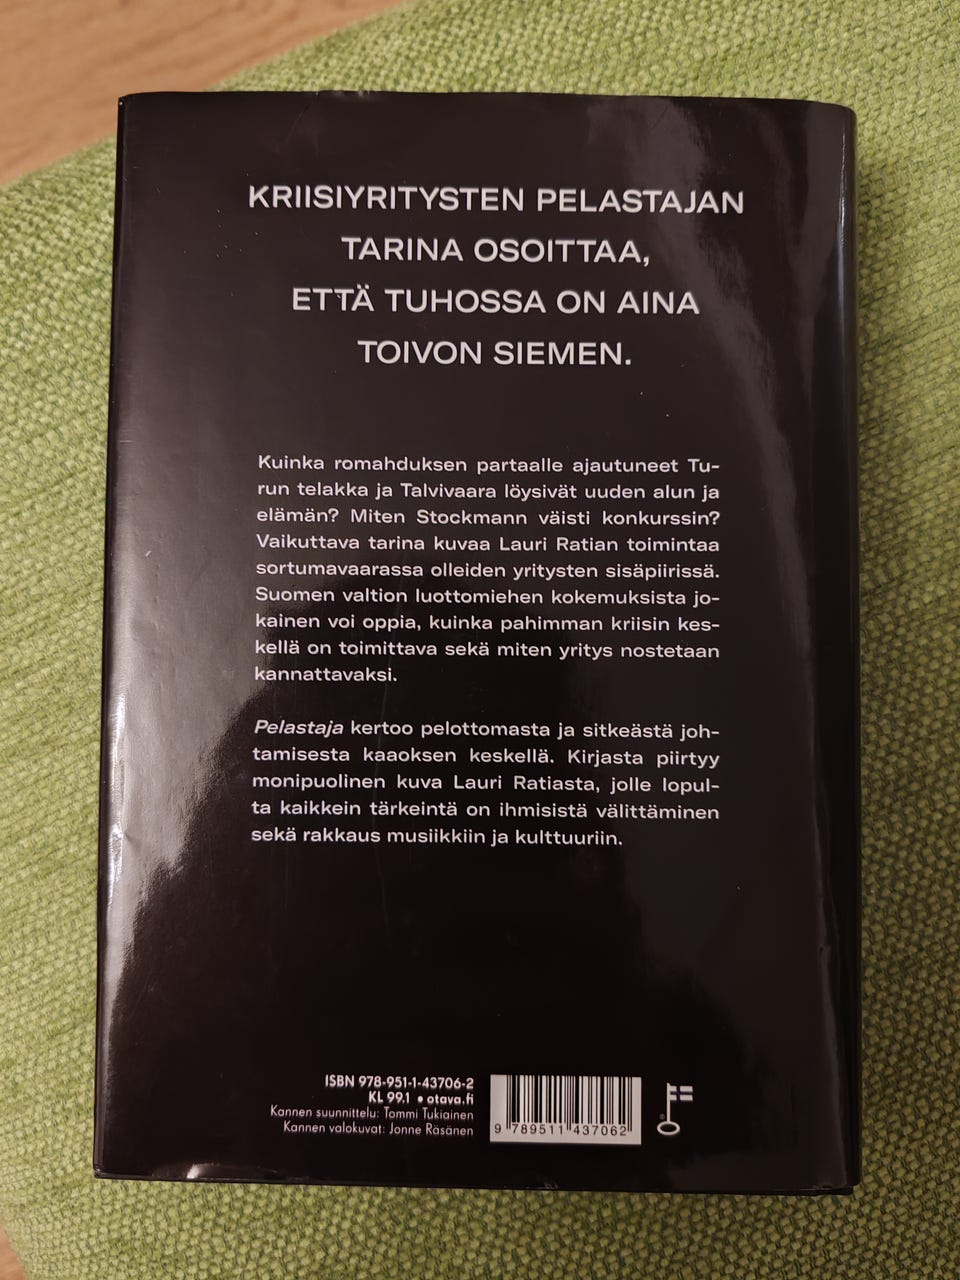 KRIISIYRITYSTEN PELASTAJAN
TARINA OSOITTAA,
ETTÄ TUHOSSA ON AINA
TOIVON SIEMEN.
Kuinka romahduksen partaalle ajautuneet Tu-
run telakka ja Talvivaara löysivät uuden alun ja
elämän? Miten Stockmann väisti konkurssin?
Vaikuttava tarina kuvaa Lauri Ratian toimintaa
sortumavaarassa olleiden yritysten sisäpiirissä.
Suomen valtion luottomiehen kokemuksista jo-
kainen voi oppia, kuinka pahimman kriisin kes-
kellä on toimittava sekä miten yritys nostetaan
kannattavaksi.
Pelastaja kertoo pelottomasta ja sitkeästä joh-
tamisesta kaaoksen keskellä. Kirjasta piirtyy
monipuolinen kuva Lauri Ratiasta, jolle lopul-
ta kaikkein tärkeintä on ihmisistä välittäminen
sekä rakkaus musiikkiin ja kulttuuriin.
ISBN 978-951-1-43706-2
KL 99.1 • otava.fi
Kannen suunnittelu: Tommi Tukiainen
Kannen valokuvat: Jonne Räsänen
9 789511 437062